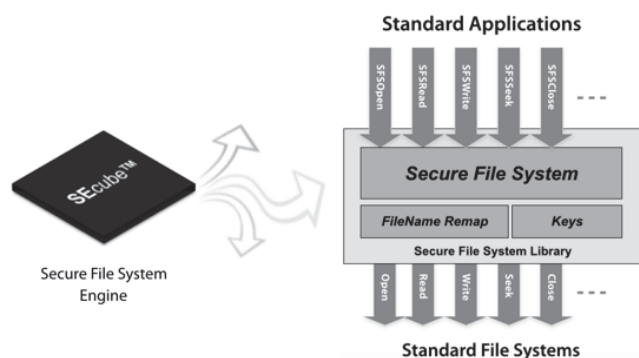 Standard Applications
SFSOpen
SFSRead
SFSWrite
SFSSeek
SFSClose
SEcube™
Secure File System
FileName Remap
Keys
Secure File System Library
Secure File System
Engine
Open
Read
Write
Seek
Close
Standard File Systems